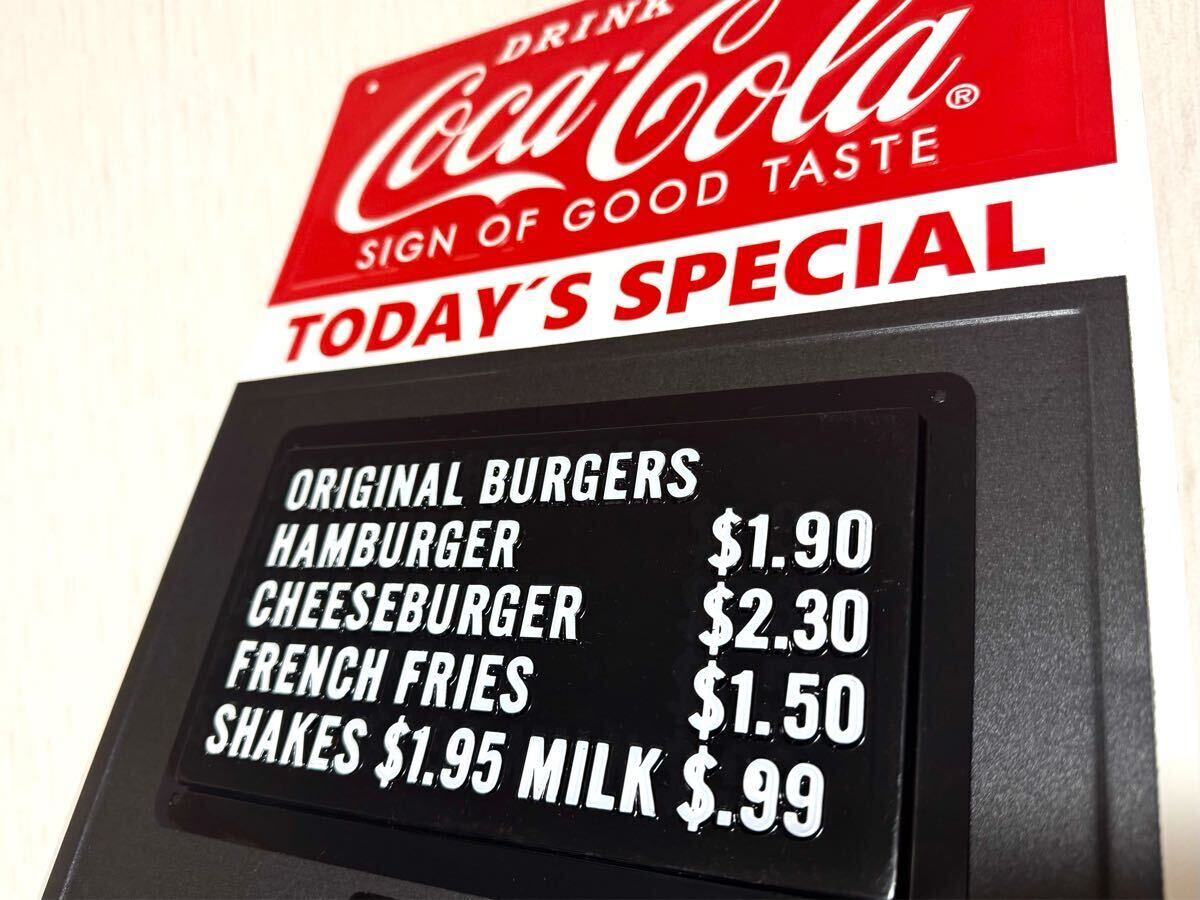 DRINK
Coca-Cola®
SIGN OF GOOD TASTE
TODAY´S SPECIAL
ORIGINAL BURGERS
HAMBURGER $1.90
CHEESEBURGER $2.30
FRENCH FRIES $1.50
SHAKES $1.95 MILK $.99